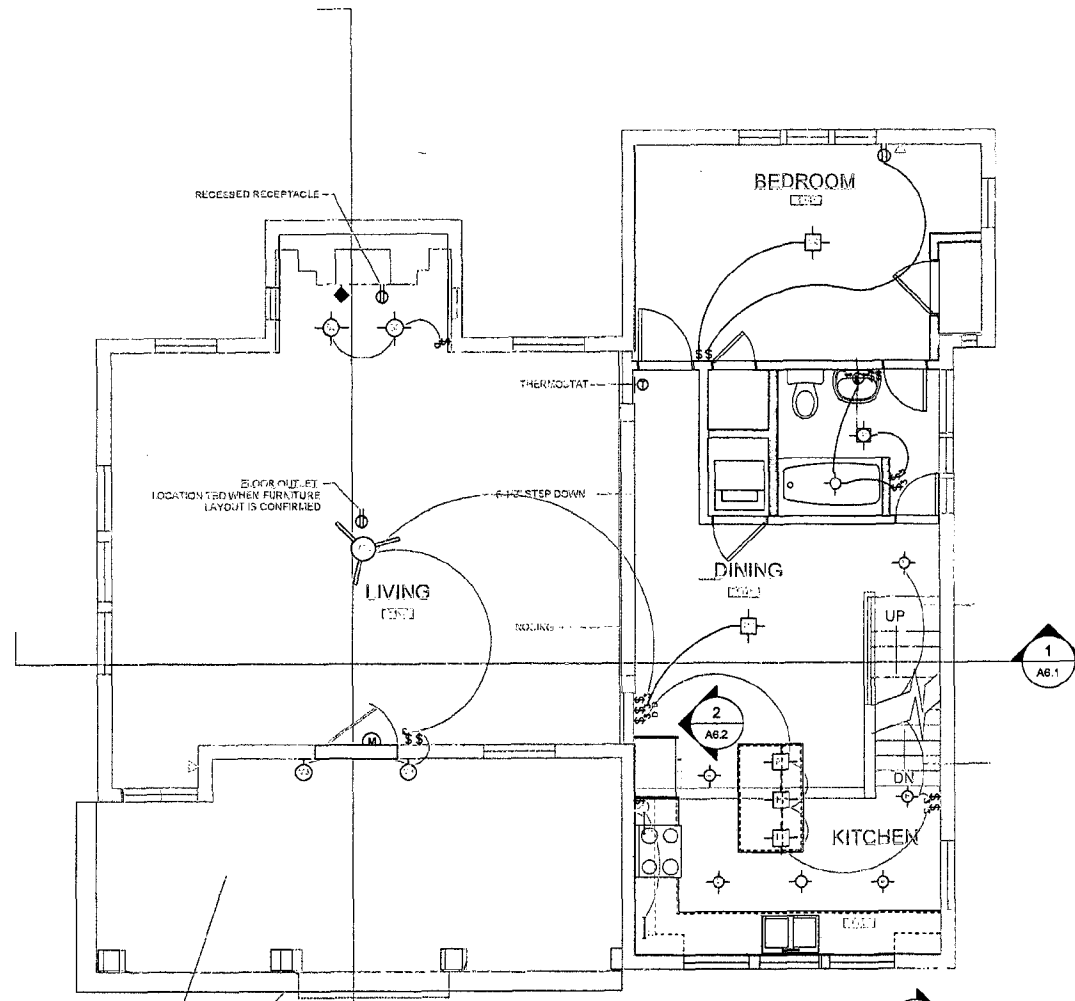 RECESSED RECEPTACLE
BEDROOM
THERMOSTAT
FLOOR OUTLET
LOCATION TBD WHEN FURNITURE
LAYOUT IS CONFIRMED
STEP DOWN
LIVING
DINING
NOSING
UP
1
A6.1
$ $
2
A6.2
M
$ $
DN
KITCHEN